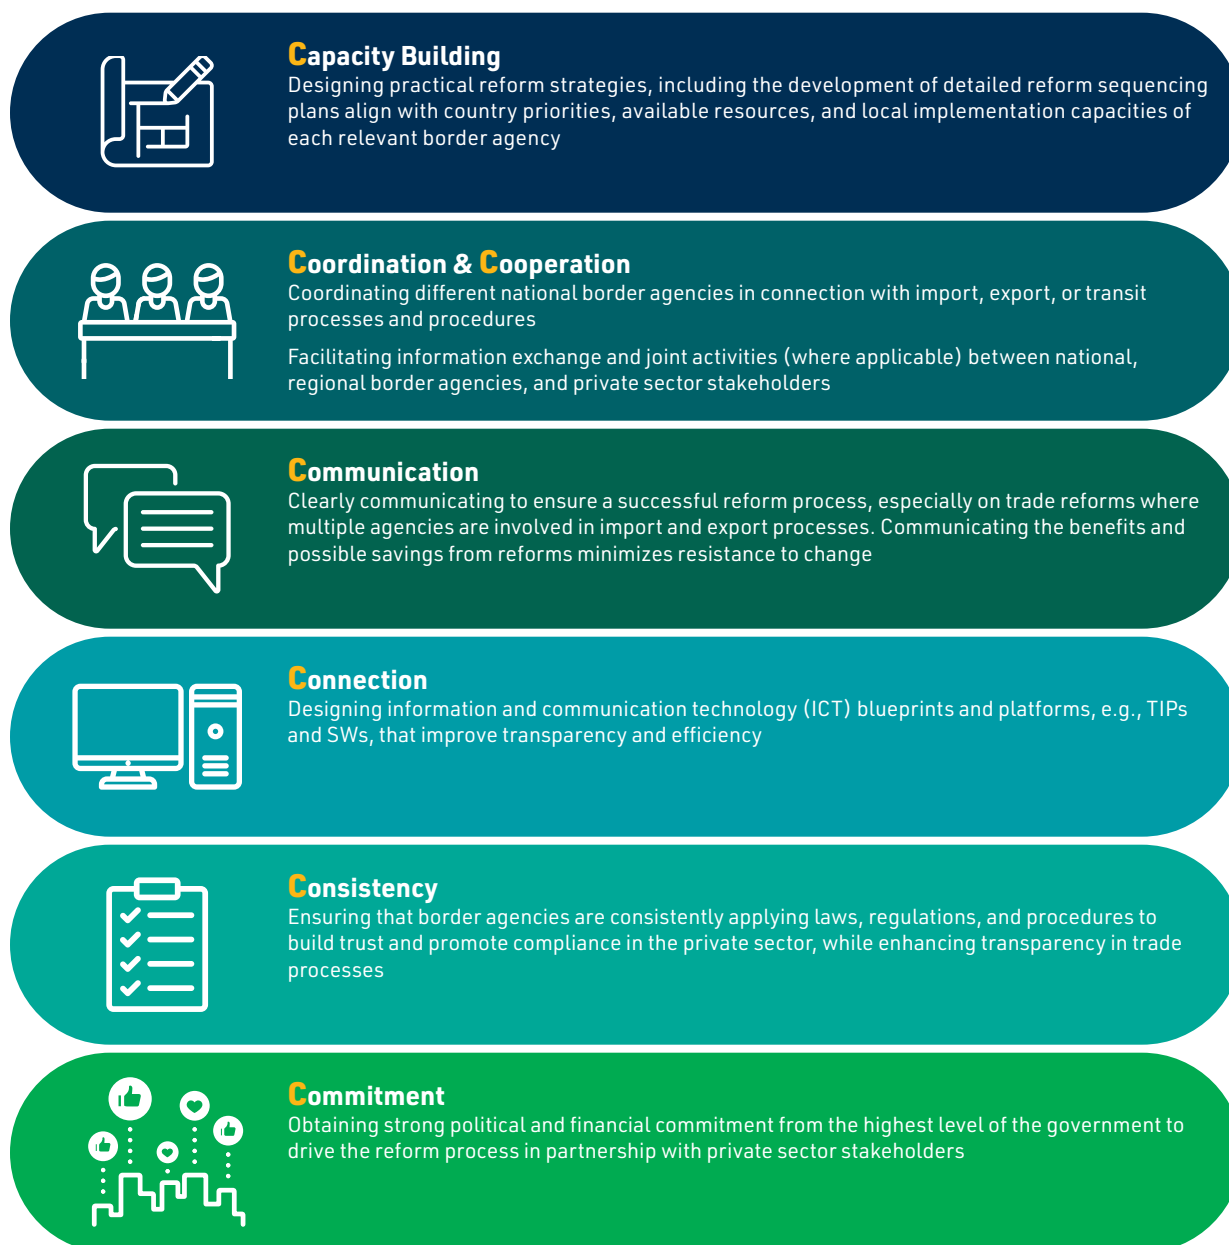 Capacity Building
Designing practical reform strategies, including the development of detailed reform sequencing
plans align with country priorities, available resources, and local implementation capacities of
each relevant border agency
Coordination & Cooperation
Coordinating different national border agencies in connection with import, export, or transit
processes and procedures
Facilitating information exchange and joint activities (where applicable) between national,
regional border agencies, and private sector stakeholders
Communication
Clearly communicating to ensure a successful reform process, especially on trade reforms where
multiple agencies are involved in import and export processes. Communicating the benefits and
possible savings from reforms minimizes resistance to change
Connection
Designing information and communication technology (ICT) blueprints and platforms, e.g., TIPs
and SWs, that improve transparency and efficiency
Consistency
Ensuring that border agencies are consistently applying laws, regulations, and procedures to
build trust and promote compliance in the private sector, while enhancing transparency in trade
processes
Commitment
Obtaining strong political and financial commitment from the highest level of the government to
drive the reform process in partnership with private sector stakeholders